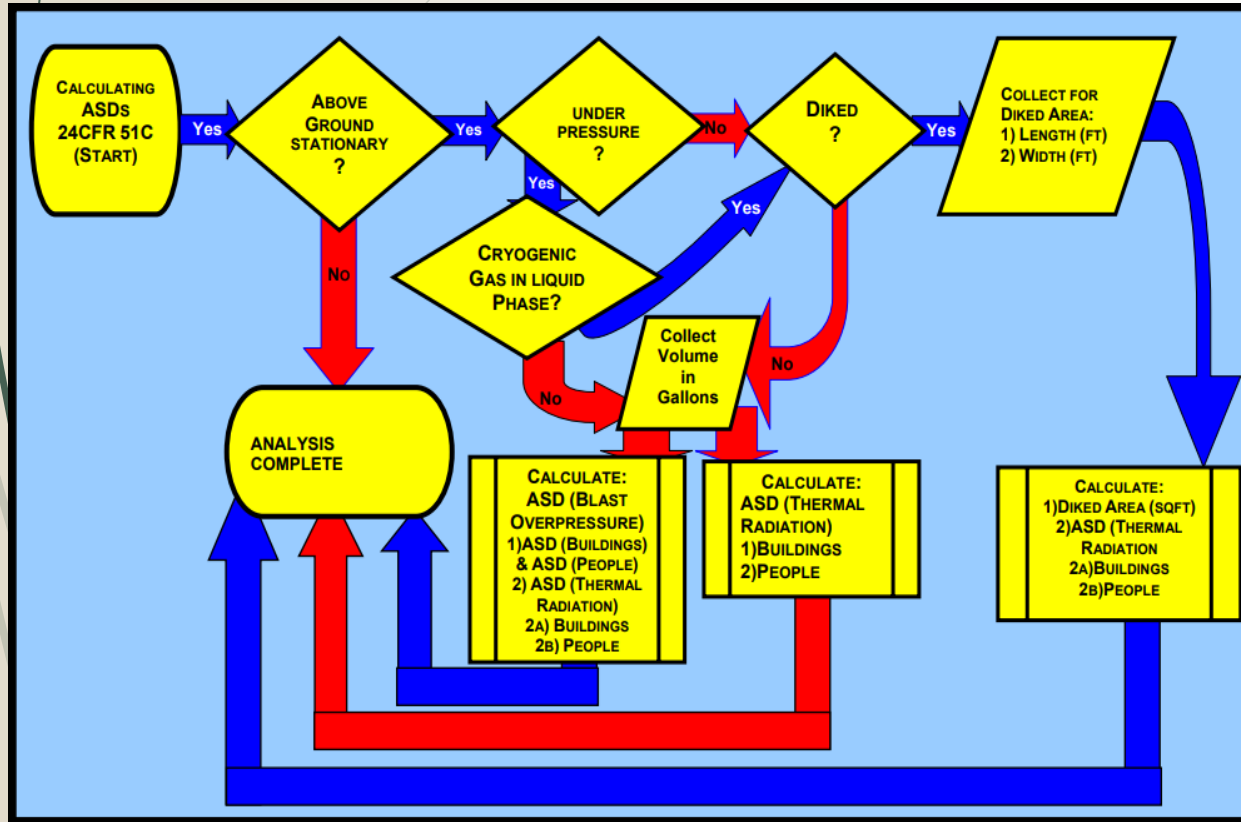 CALCULATING
ASDS
24CFR 51C
(START)
Yes
ABOVE
GROUND
STATIONARY
?
Yes
UNDER
PRESSURE
?
No
DIKED
?
Yes
COLLECT FOR
DIKED AREA:
1) LENGTH (FT)
2) WIDTH (FT)
Yes
CRYOGENIC
GAS IN LIQUID
PHASE?
Yes
No
No
Collect
Volume
in
Gallons
No
ANALYSIS
COMPLETE
CALCULATE:
ASD (BLAST
OVERPRESSURE)
1)ASD (BUILDINGS)
& ASD (PEOPLE)
2) ASD (THERMAL
RADIATION)
2A) BUILDINGS
2B) PEOPLE
CALCULATE:
ASD (THERMAL
RADIATION)
1)BUILDINGS
2)PEOPLE
CALCULATE:
1)DIKED AREA (SQFT)
2)ASD (THERMAL
RADIATION
2A)BUILDINGS
2B)PEOPLE